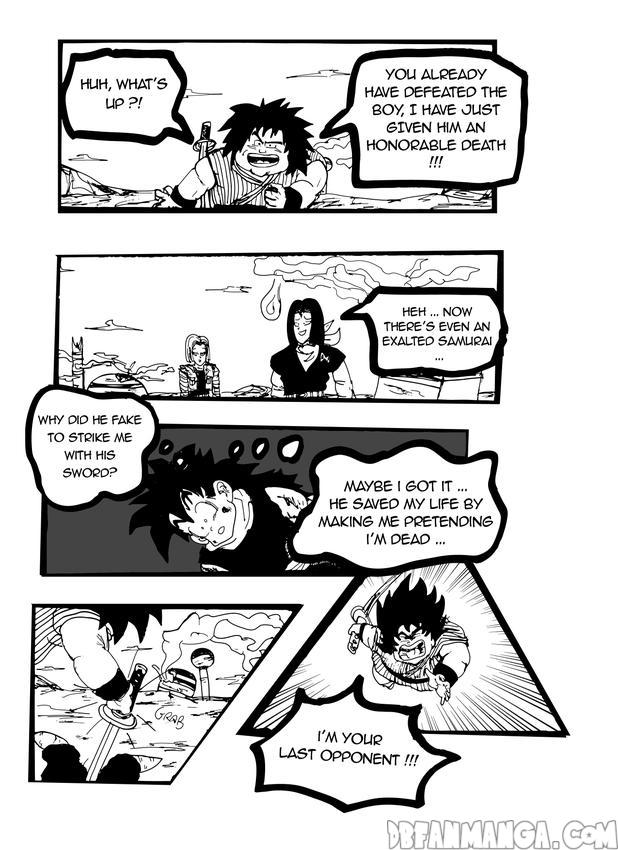 HUH, WHAT'S
UP ?!
YOU ALREADY
HAVE DEFEATED THE
BOY, I HAVE JUST
GIVEN HIM AN
HONORABLE DEATH
!!!
HEH ... NOW
THERE'S EVEN AN
EXALTED SAMURAI
...
WHY DID HE FAKE
TO STRIKE ME
WITH HIS
SWORD?
MAYBE I GOT IT ...
HE SAVED MY LIFE BY
MAKING ME PRETENDING
I'M DEAD ...
GRAB
I'M YOUR
LAST OPPONENT !!!
DBFANMANGA.COM